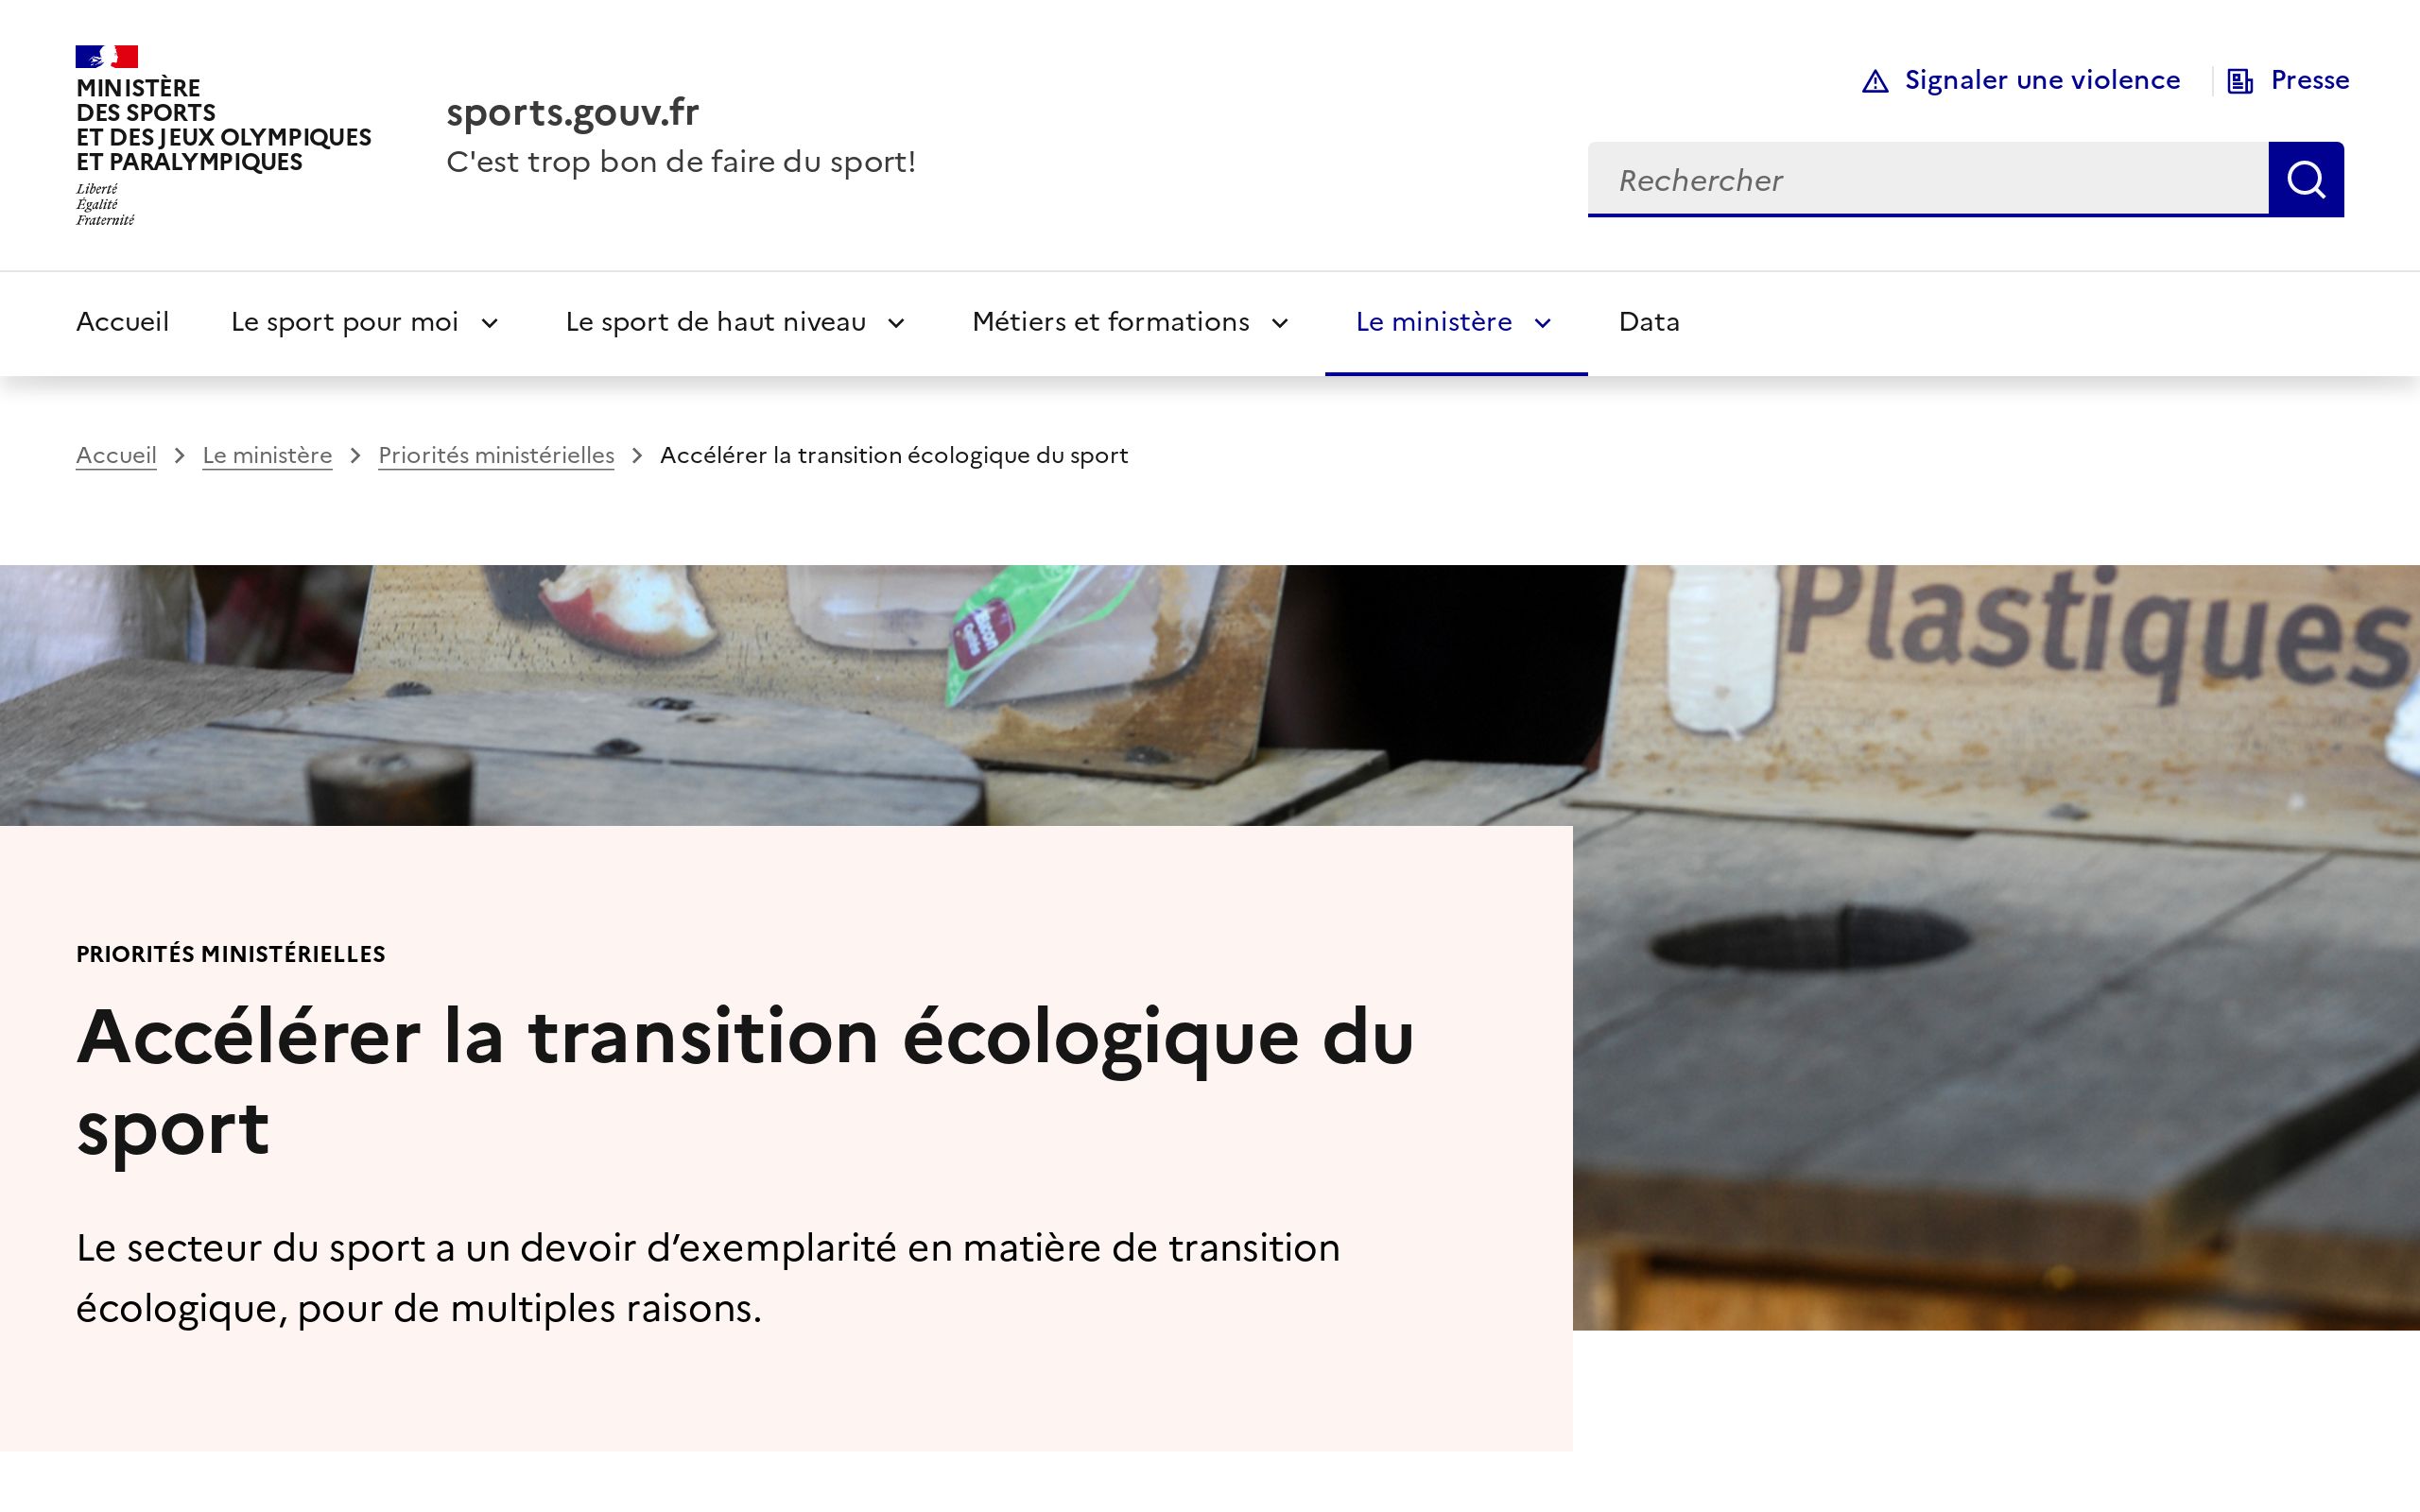 MINISTÈRE
DES SPORTS
ET DES JEUX OLYMPIQUES
ET PARALYMPIQUES
Liberté
Égalité
Fraternité
sports.gouv.fr
C'est trop bon de faire du sport!
Signaler une violence
Presse
Rechercher
Accueil
Le sport pour moi
Le sport de haut niveau
Métiers et formations
Le ministère
Data
Accueil
Le ministère
Priorités ministérielles
Accélérer la transition écologique du sport
Plastiques
PRIORITÉS MINISTÉRIELLES
Accélérer la transition écologique du
sport
Le secteur du sport a un devoir d’exemplarité en matière de transition
écologique, pour de multiples raisons.